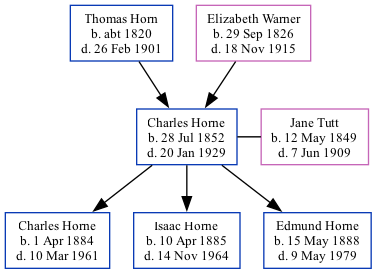 Thomas Horn
b. abt 1820
d. 26 Feb 1901
Elizabeth Warner
b. 29 Sep 1826
d. 18 Nov 1915
Charles Horne
b. 28 Jul 1852
d. 20 Jan 1929
Jane Tutt
b. 12 May 1849
d. 7 Jun 1909
Charles Horne
b. 1 Apr 1884
d. 10 Mar 1961
Isaac Horne
b. 10 Apr 1885
d. 14 Nov 1964
Edmund Horne
b. 15 May 1888
d. 9 May 1979